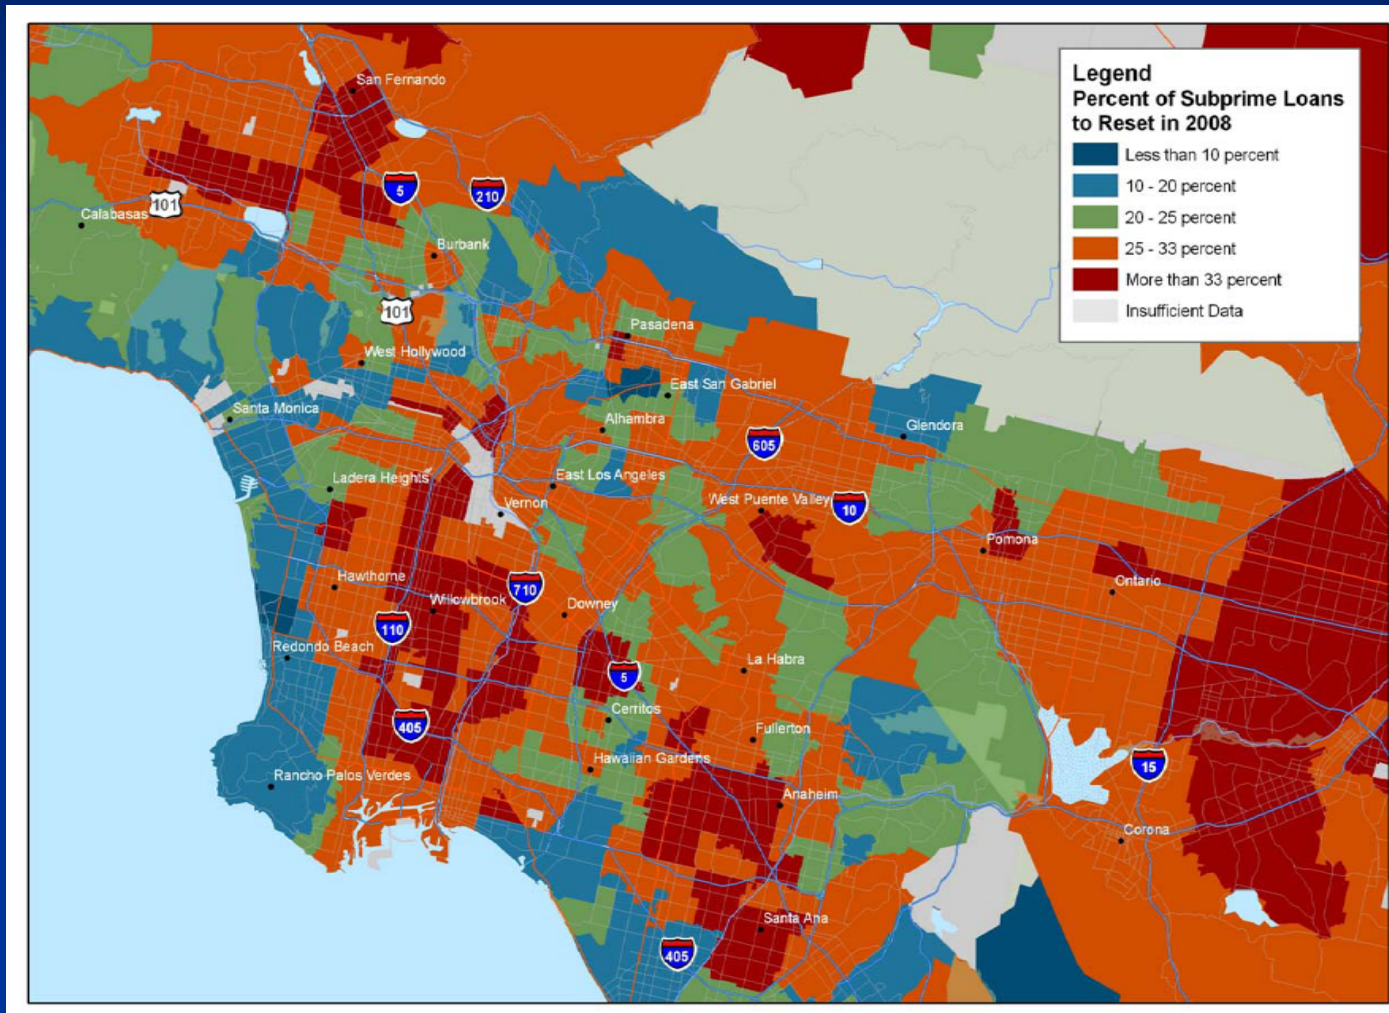 Legend
Percent of Subprime Loans
to Reset in 2008
Less than 10 percent
10 - 20 percent
20 - 25 percent
25 - 33 percent
More than 33 percent
Insufficient Data
San Fernando
5
210
101
Calabasas
Burbank
101
Pasadena
West Hollywood
East San Gabriel
Santa Monica
Alhambra
Glendora
605
Ladera Heights
East Los Angeles
West Puente Valley
10
Vernon
Pomona
Hawthorne
710
Ontario
Willowbrook
Downey
110
Redondo Beach
La Habra
5
405
Cerritos
Fullerton
Hawaiian Gardens
15
Rancho Palos Verdes
Anaheim
Corona
Santa Ana
405